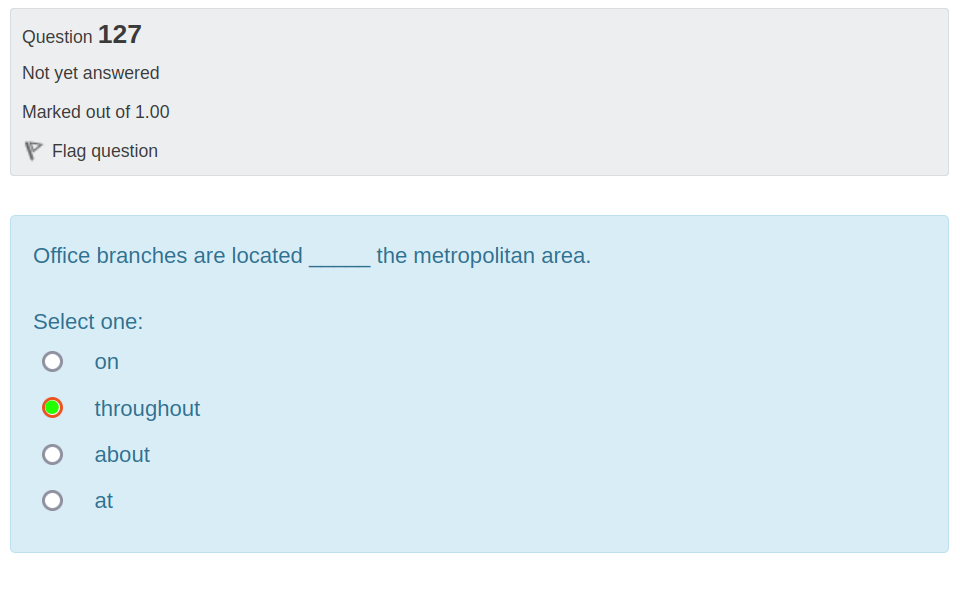 Question 127
Not yet answered
Marked out of 1.00
Flag question
Office branches are located _____ the metropolitan area.
Select one:
on
throughout
about
at